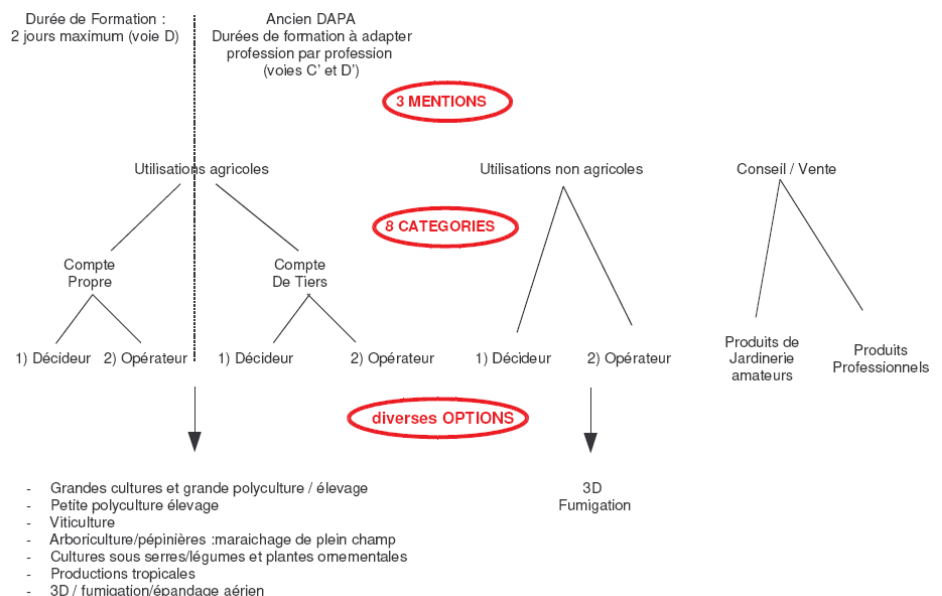 Durée de Formation :
2 jours maximum (voie D)
Ancien DAPA
Durées de formation à adapter
profession par profession
(voies C' et D')
3 MENTIONS
Utilisations agricoles
Utilisations non agricoles
Conseil / Vente
8 CATEGORIES
Compte
Propre
Compte
De Tiers
1) Décideur
2) Opérateur
1) Décideur
2) Opérateur
1) Décideur
2) Opérateur
Produits de
Jardinerie
amateurs
Produits
Professionnels
diverses OPTIONS
- Grandes cultures et grande polyculture / élevage
- Petite polyculture élevage
- Viticulture
- Arboriculture/pépinières :maraichage de plein champ
- Cultures sous serres/légumes et plantes ornementales
- Productions tropicales
- 3D / fumigation/épandage aérien
3D
Fumigation